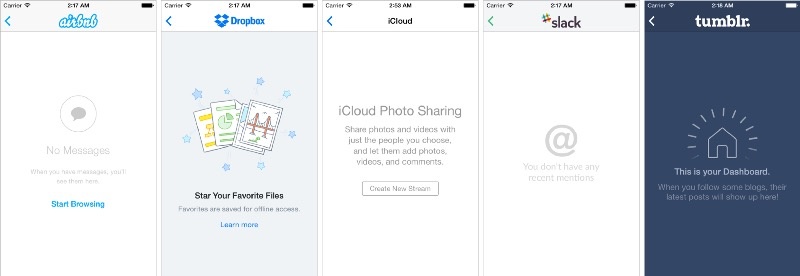 Carrier 2:17 AM
airbnb
No Messages
When you have messages, you'll
see them here.
Start Browsing
Carrier 2:17 AM
Dropbox
Star Your Favorite Files
Favorites are saved for offline access.
Learn more
Carrier 2:53 AM
iCloud
iCloud Photo Sharing
Share photos and videos with
just the people you choose,
and let them add photos,
videos, and comments.
Create New Stream
Carrier 2:17 AM
slack
@
You don't have any
recent mentions.
Carrier 2:18 AM
tumblr.
This is your Dashboard.
When you follow some blogs, their
latest posts will show up here!